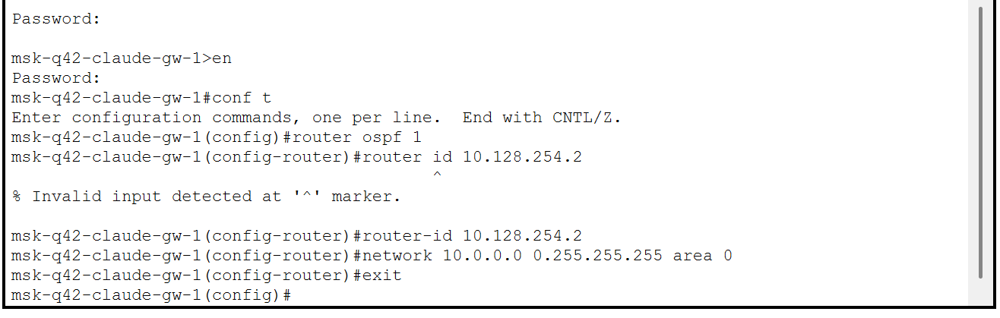 Password:
msk-q42-claude-gw-1>en
Password:
msk-q42-claude-gw-1#conf t
Enter configuration commands, one per line.  End with CNTL/Z.
msk-q42-claude-gw-1(config)#router ospf 1
msk-q42-claude-gw-1(config-router)#router id 10.128.254.2
^
% Invalid input detected at '^' marker.
msk-q42-claude-gw-1(config-router)#router-id 10.128.254.2
msk-q42-claude-gw-1(config-router)#network 10.0.0.0 0.255.255.255 area 0
msk-q42-claude-gw-1(config-router)#exit
msk-q42-claude-gw-1(config)#